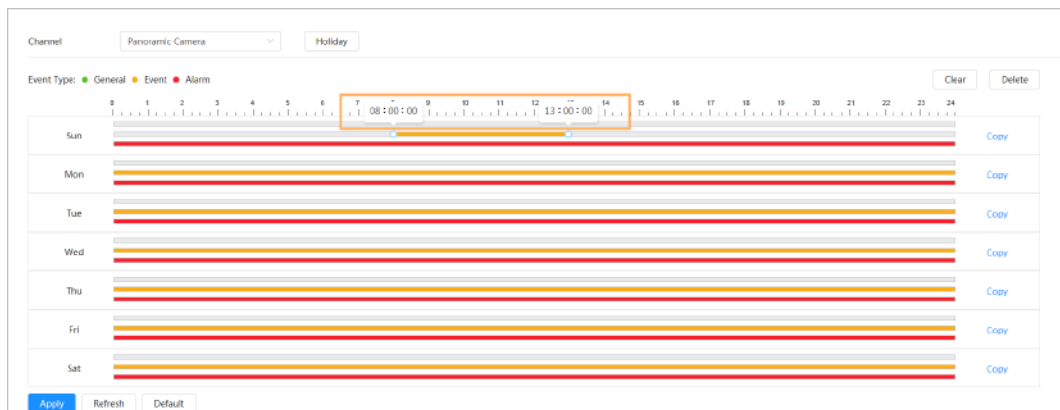 Channel Panoramic Camera Holiday
Event Type: General Event Alarm Clear Delete
0 1 2 3 4 5 6 7 9 10 11 12 14 15 16 17 18 19 20 21 22 23 24
08:00:00 13:00:00
Sun Copy
Mon Copy
Tue Copy
Wed Copy
Thu Copy
Fri Copy
Sat Copy
Apply Refresh Default